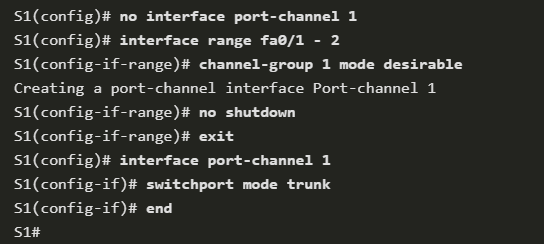 S1(config)# no interface port-channel 1
S1(config)# interface range fa0/1 - 2
S1(config-if-range)# channel-group 1 mode desirable
Creating a port-channel interface Port-channel 1
S1(config-if-range)# no shutdown
S1(config-if-range)# exit
S1(config)# interface port-channel 1
S1(config-if)# switchport mode trunk
S1(config-if)# end
S1#